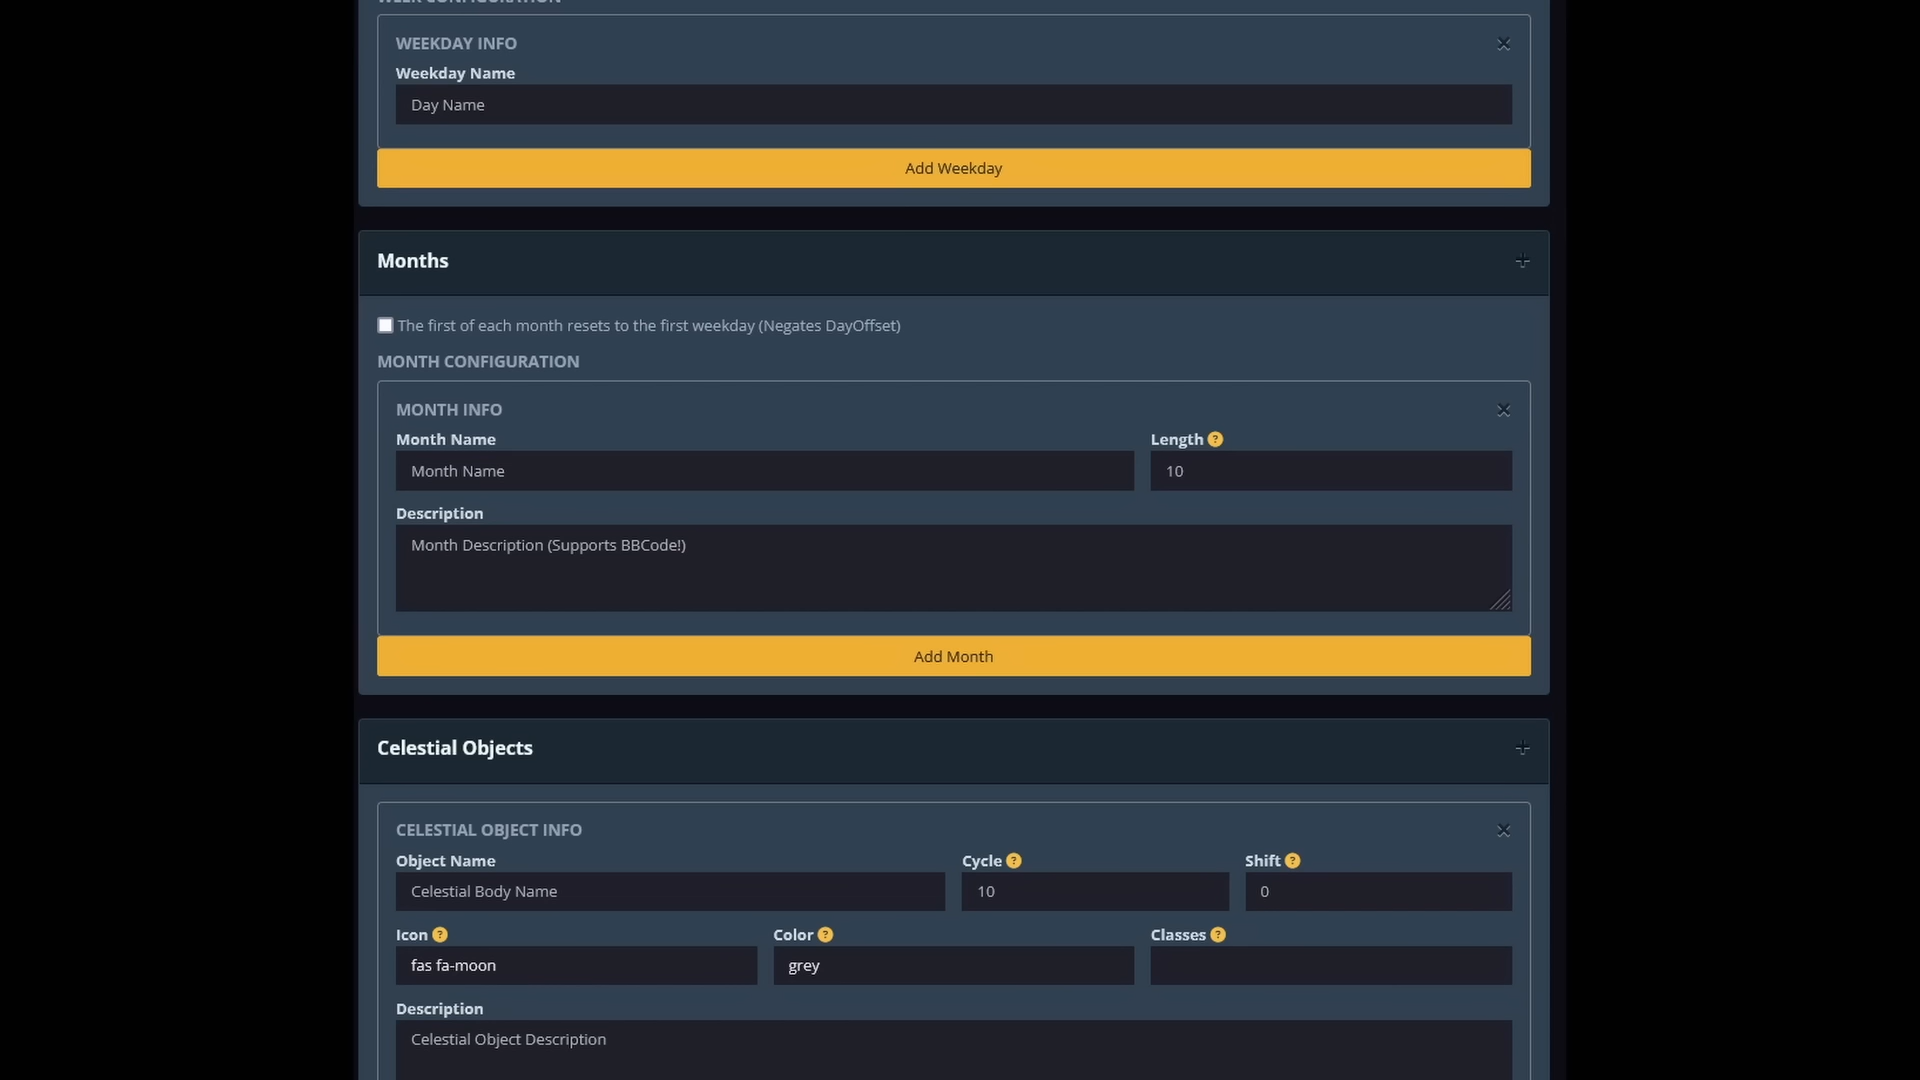 WEEK CONFIGURATION
WEEKDAY INFO
Weekday Name
Day Name
Add Weekday
Months
The first of each month resets to the first weekday (Negates DayOffset)
MONTH CONFIGURATION
MONTH INFO
Month Name
Length ?
Month Name
10
Description
Month Description (Supports BBCode!)
Add Month
Celestial Objects
CELESTIAL OBJECT INFO
Object Name
Cycle ?
Shift ?
Celestial Body Name
10
0
Icon ?
Color ?
Classes ?
fas fa-moon
grey
Description
Celestial Object Description